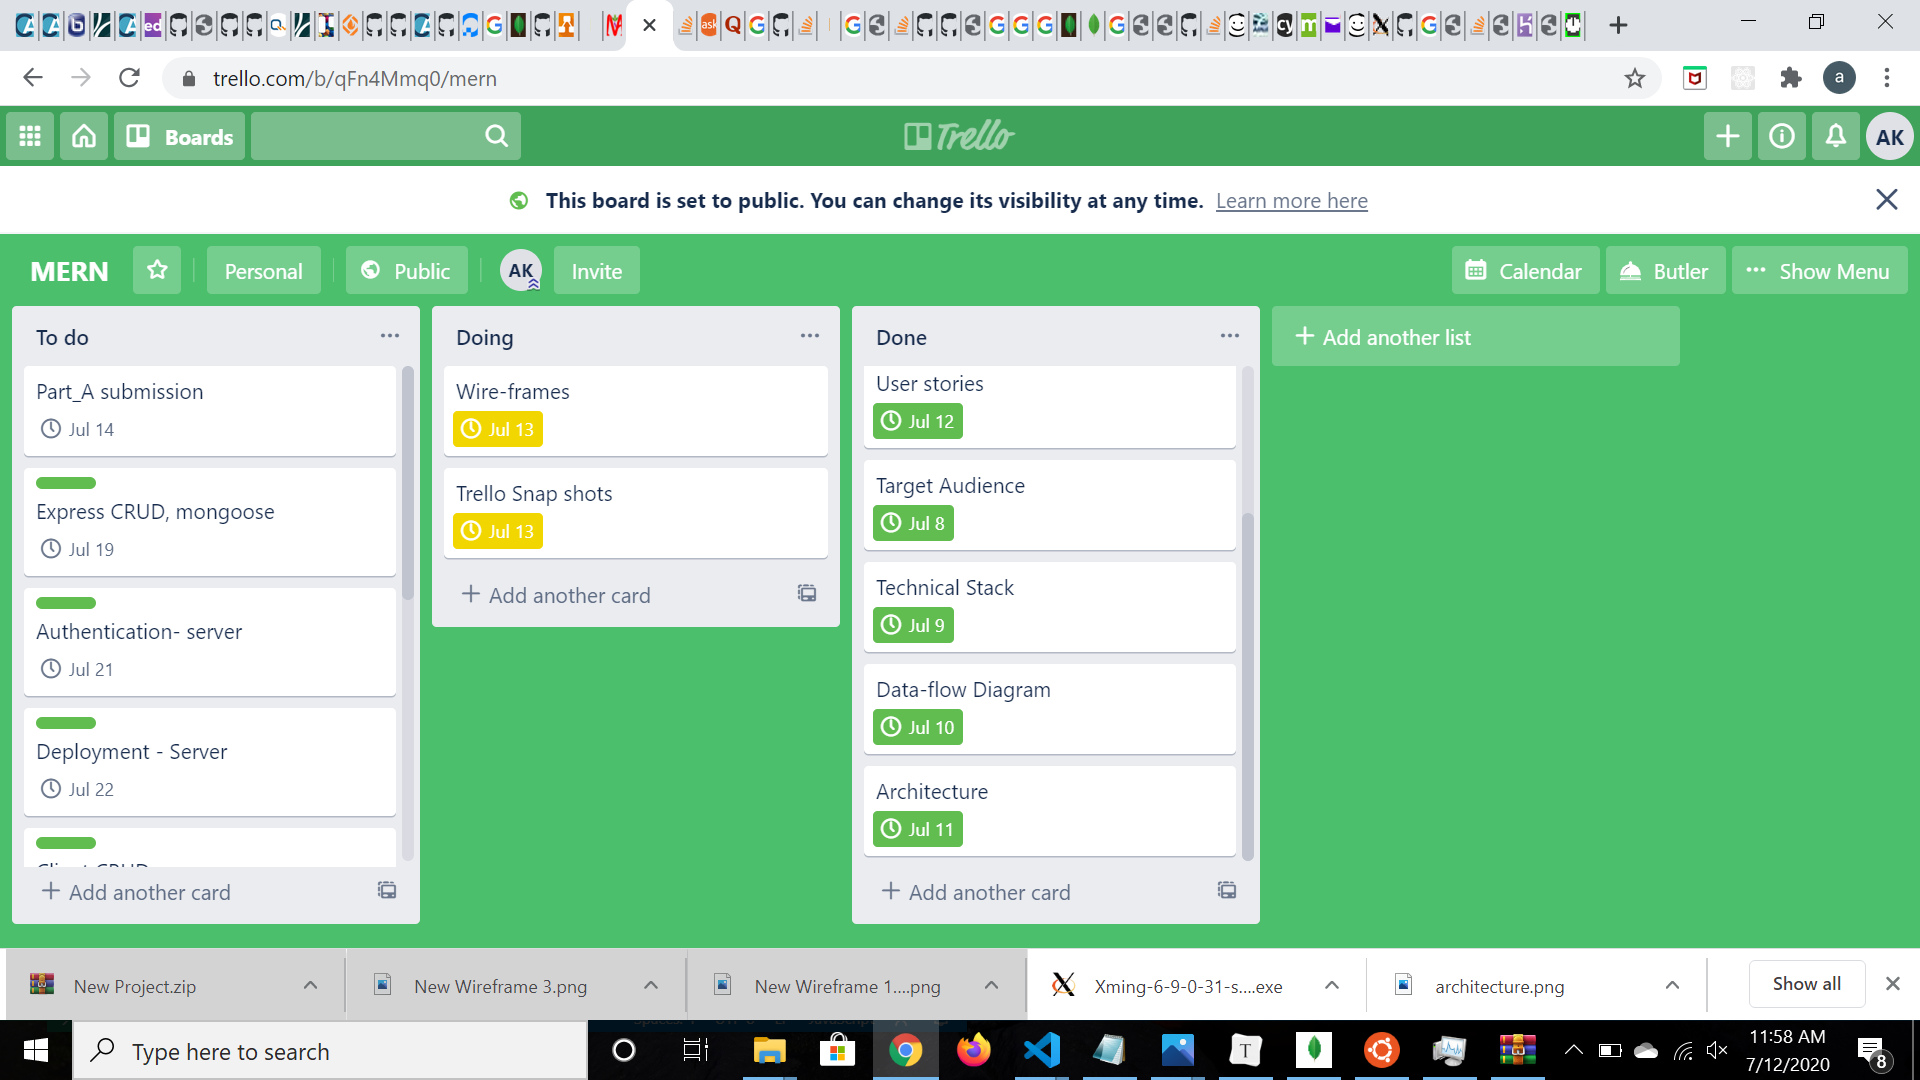 trello.com/b/qFn4Mmq0/mern
a
Boards
Trello
AK
This board is set to public. You can change its visibility at any time. Learn more here
MERN
Personal
Public
AK
Invite
Calendar
Butler
Show Menu
To do
Part_A submission
Jul 14
Express CRUD, mongoose
Jul 19
Authentication- server
Jul 21
Deployment - Server
Jul 22
Add another card
Doing
Wire-frames
Jul 13
Trello Snap shots
Jul 13
Add another card
Done
User stories
Jul 12
Target Audience
Jul 8
Technical Stack
Jul 9
Data-flow Diagram
Jul 10
Architecture
Jul 11
Add another card
Add another list
New Project.zip
New Wireframe 3.png
New Wireframe 1....png
Xming-6-9-0-31-s....exe
architecture.png
Show all
Type here to search
11:58 AM
7/12/2020
8